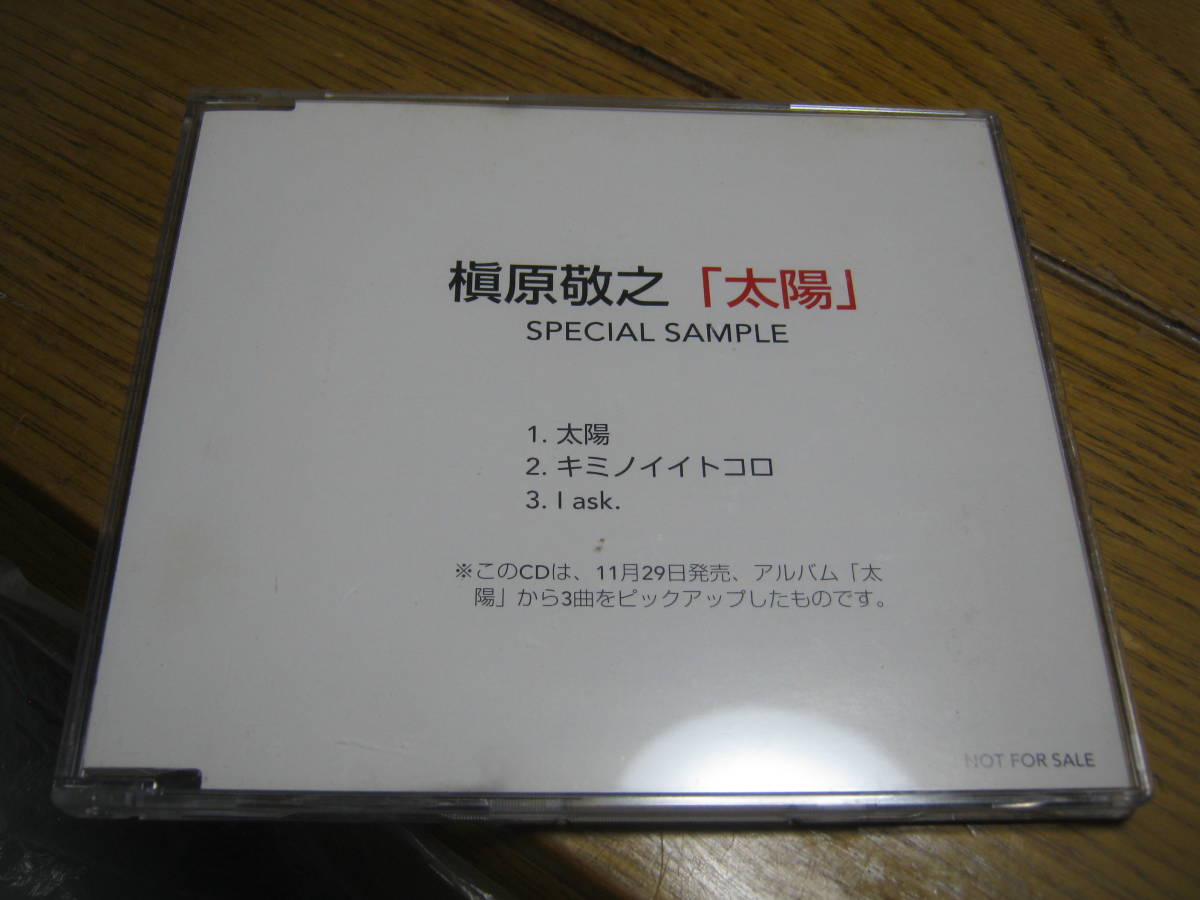 槇原敬之「太陽」
SPECIAL SAMPLE
1. 太陽
2. キミノイイトコロ
3. I ask.
※このCDは、11月29日発売、アルバム「太
陽」から3曲をピックアップしたものです。
NOT FOR SALE